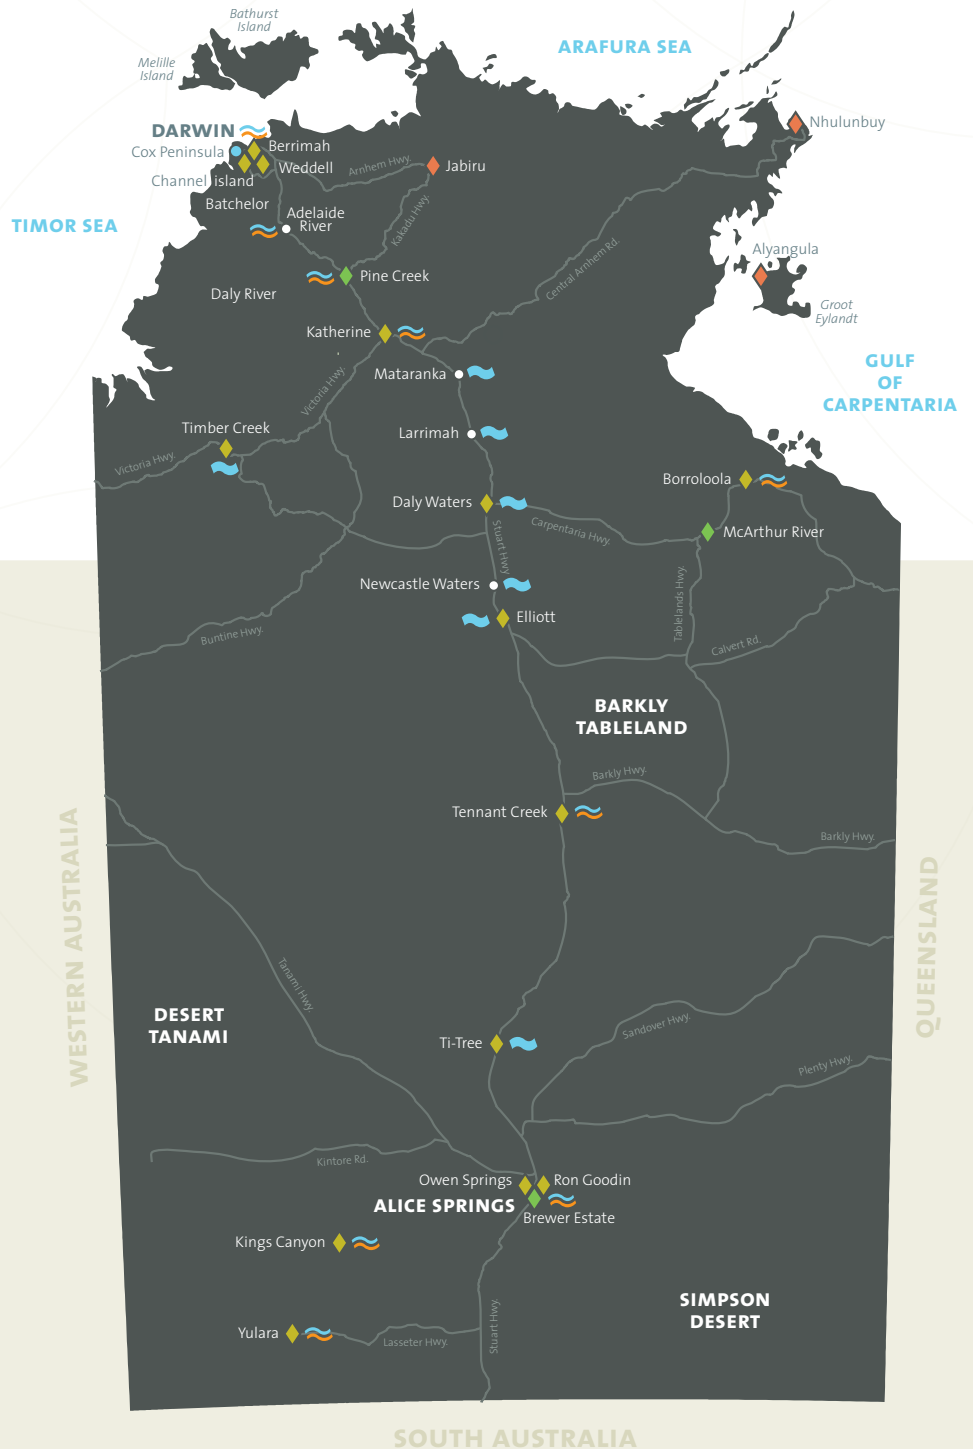 Bathurst
Island
ARAFURA SEA
Melille
Island
Nhulunbuy
DARWIN
Berrimah
Cox Peninsula
Weddell
Arnhem Hwy.
Jabiru
Channel island
Batchelor
Adelaide
River
Kakadu Hwy.
TIMOR SEA
Alyangula
Central Arnhem Rd.
Pine Creek
Daly River
Groot
Eylandt
Katherine
GULF
OF
CARPENTARIA
Mataranka
Victoria Hwy.
Timber Creek
Larrimah
Victoria Hwy.
Borroloola
Daly Waters
Stuart Hwy
Carpentaria Hwy.
McArthur River
Newcastle Waters
Tablelands Hwy.
Elliott
Buntine Hwy.
Calvert Rd.
BARKLY
TABLELAND
Barkly Hwy.
Tennant Creek
Barkly Hwy.
WESTERN AUSTRALIA
QUEENSLAND
Tanami Hwy.
DESERT
TANAMI
Sandover Hwy.
Ti-Tree
Plenty Hwy.
Kintore Rd.
Owen Springs
Ron Goodin
ALICE SPRINGS
Brewer Estate
Kings Canyon
SIMPSON
DESERT
Yulara
Stuart Hwy.
Lasseter Hwy.
SOUTH AUSTRALIA